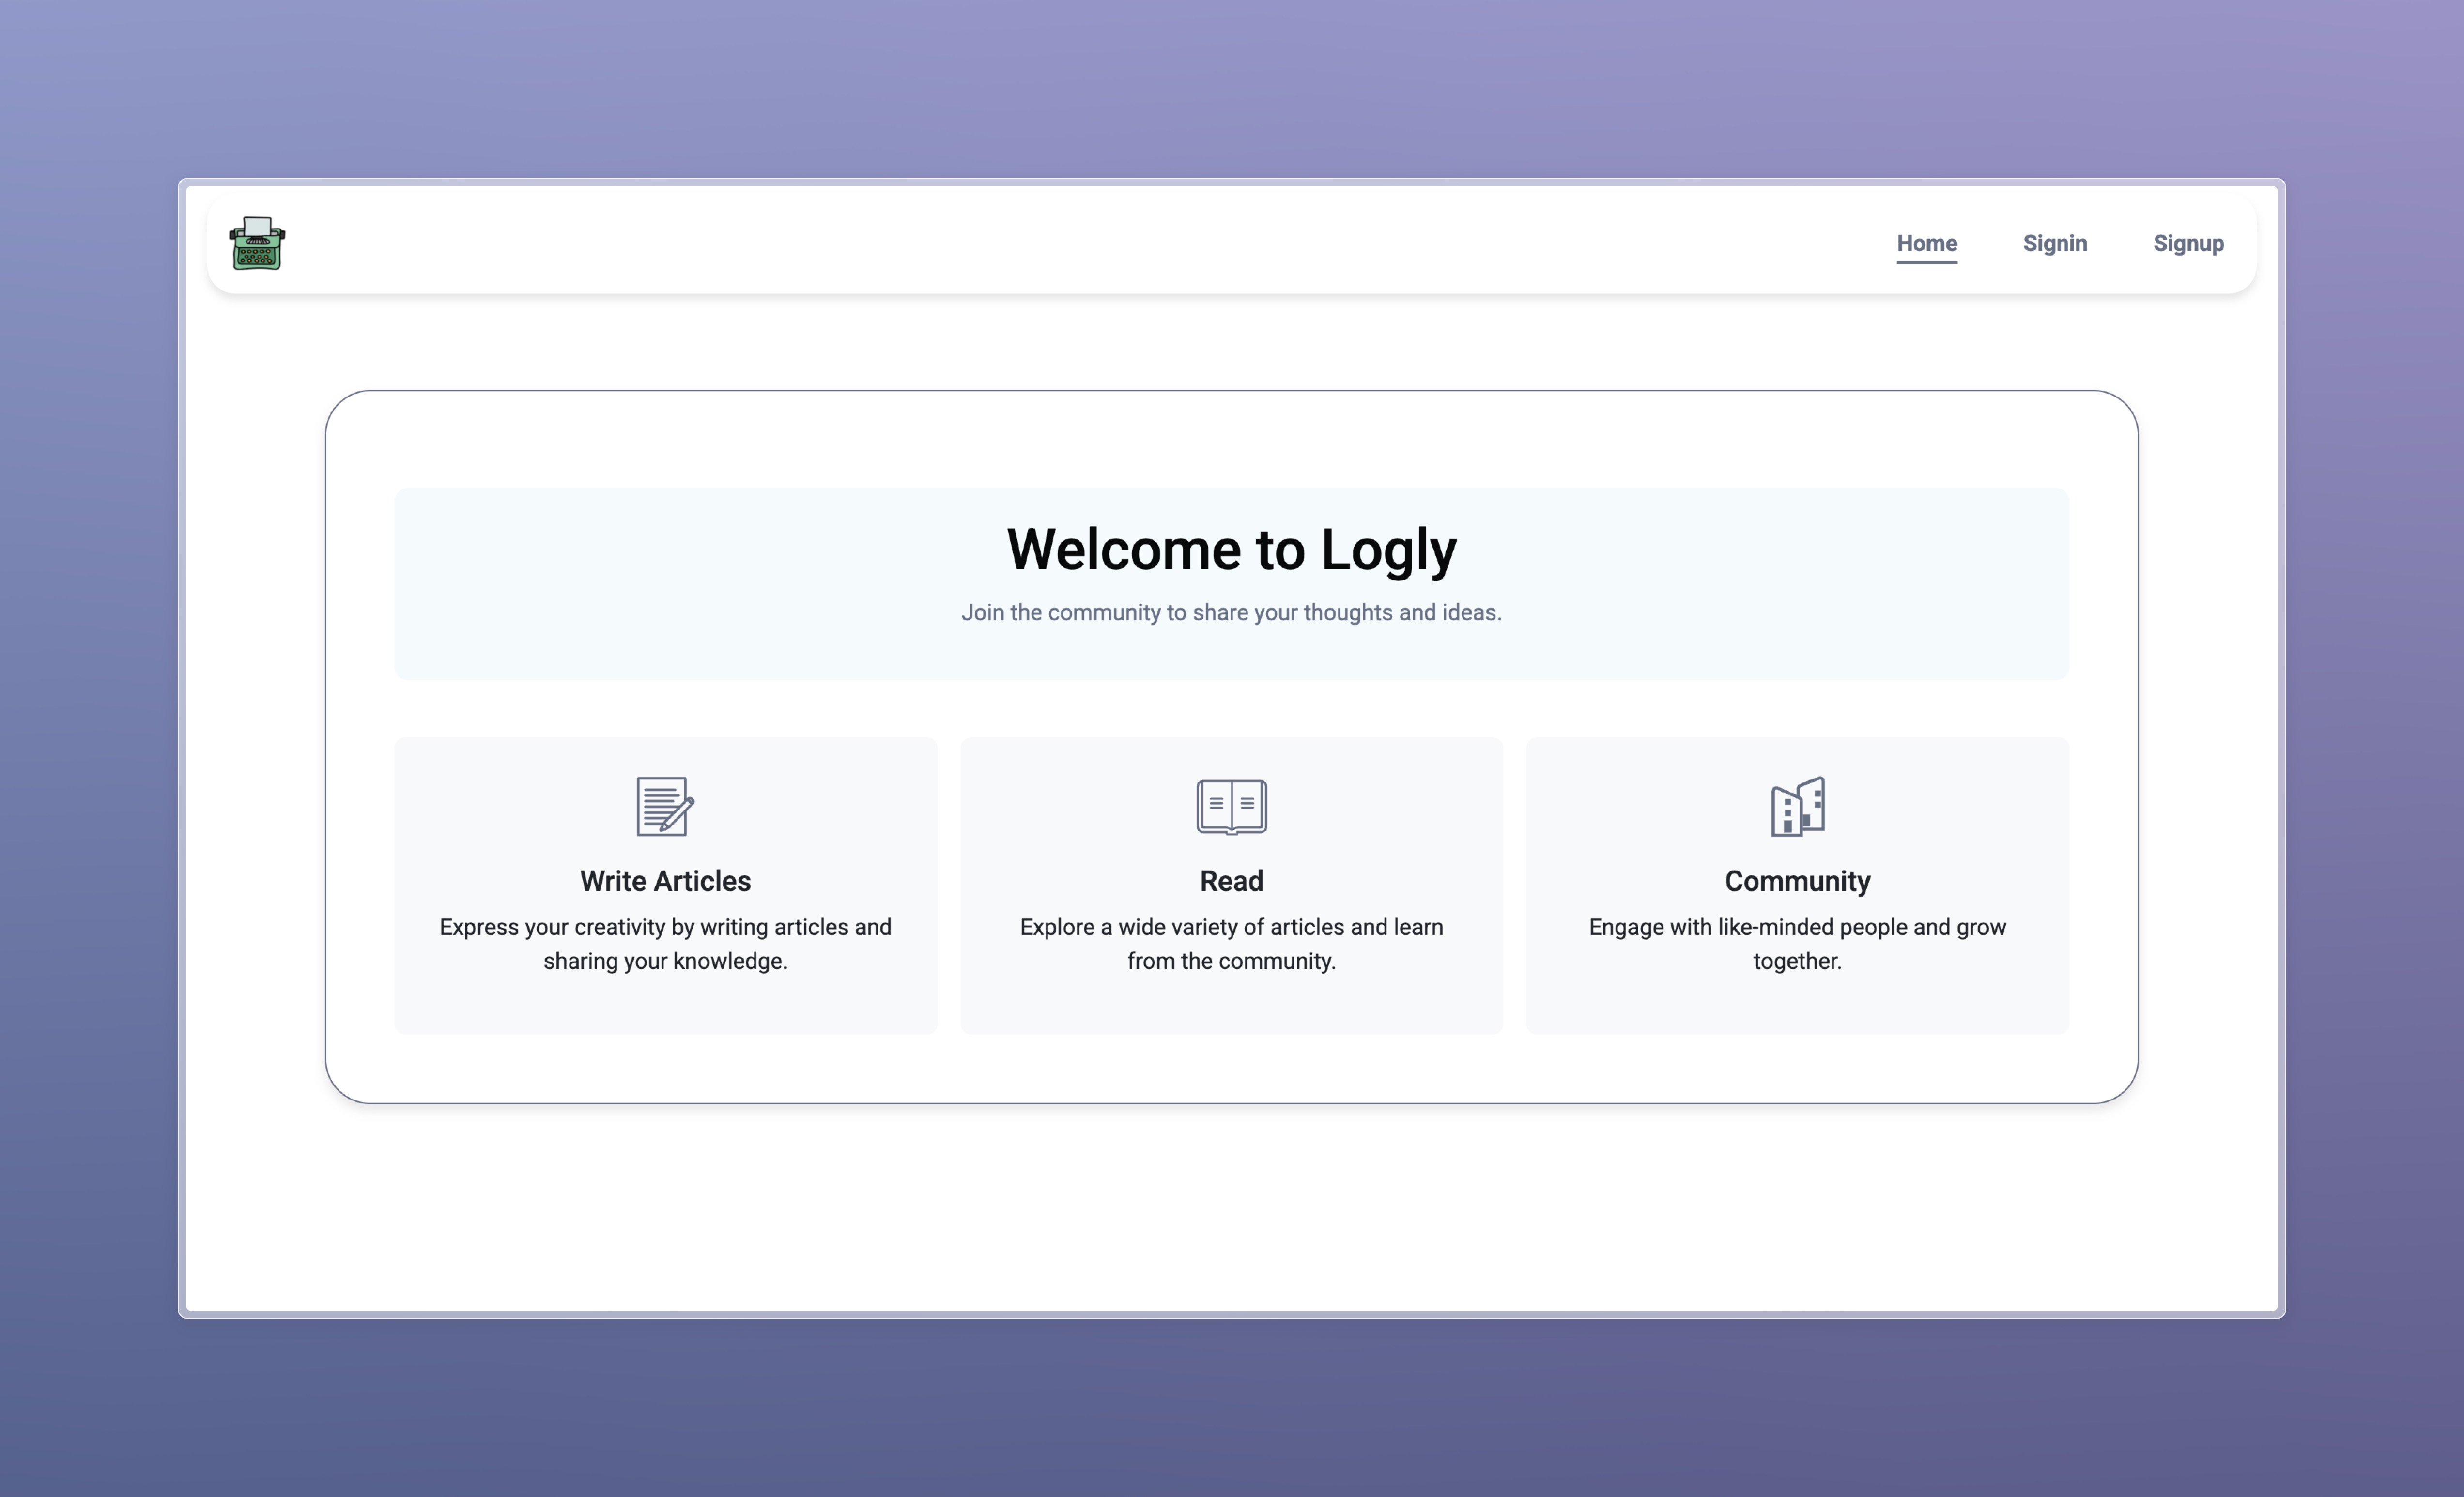 Home
Signin
Signup
Welcome to Logly
Join the community to share your thoughts and ideas.
Write Articles
Express your creativity by writing articles and
sharing your knowledge.
Read
Explore a wide variety of articles and learn
from the community.
Community
Engage with like-minded people and grow
together.